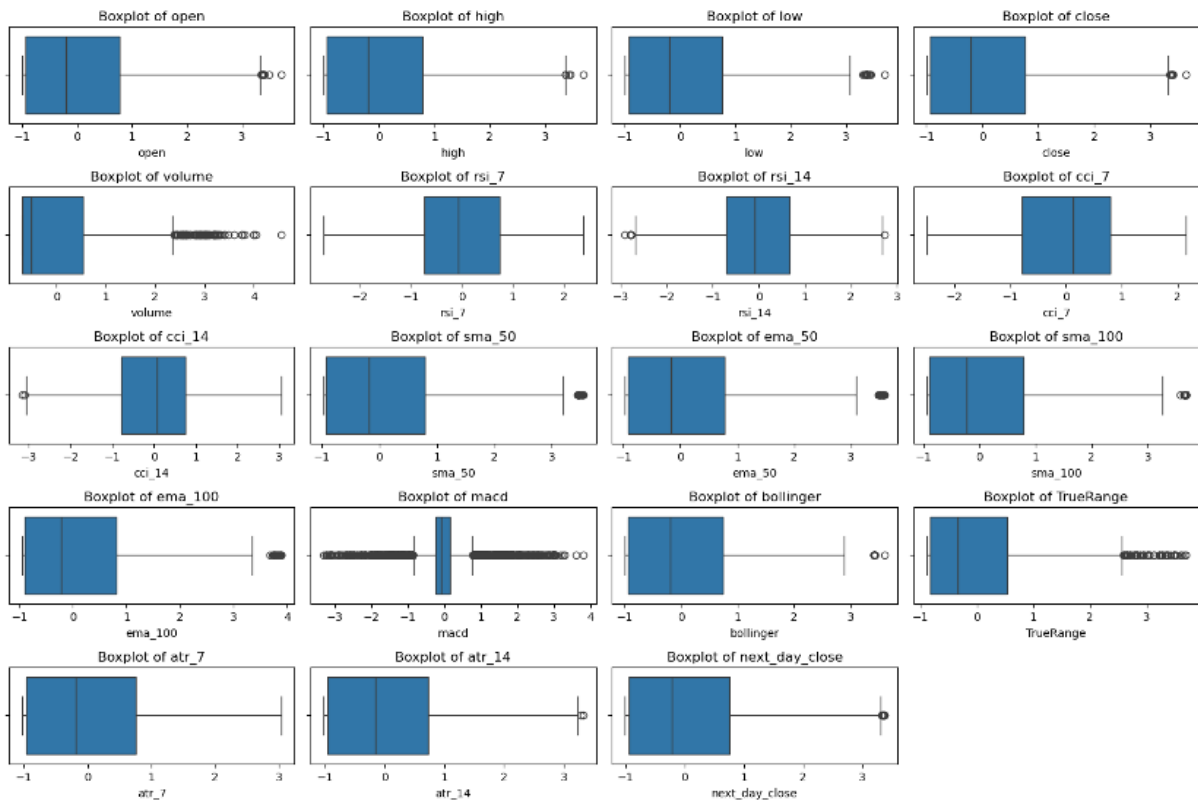 Boxplot of open
Boxplot of high
Boxplot of low
Boxplot of close
−1 0 1 2 3
−1 0 1 2 3
−1 0 1 2 3
−1 0 1 2 3
open
high
low
close
Boxplot of volume
Boxplot of rsi_7
Boxplot of rsi_14
Boxplot of cci_7
0 1 2 3 4
−2 −1 0 1 2
−3 −2 −1 0 1 2 3
−2 −1 0 1 2
volume
rsi_7
rsi_14
cci_7
Boxplot of cci_14
Boxplot of sma_50
Boxplot of ema_50
Boxplot of sma_100
−3 −2 −1 0 1 2 3
−1 0 1 2 3
−1 0 1 2 3
−1 0 1 2 3
cci_14
sma_50
ema_50
sma_100
Boxplot of ema_100
Boxplot of macd
Boxplot of bollinger
Boxplot of TrueRange
−1 0 1 2 3 4
−3 −2 −1 0 1 2 3 4
−1 0 1 2 3
−1 0 1 2 3
ema_100
macd
bollinger
TrueRange
Boxplot of atr_7
Boxplot of atr_14
Boxplot of next_day_close
−1 0 1 2 3
−1 0 1 2 3
−1 0 1 2 3
atr_7
atr_14
next_day_close